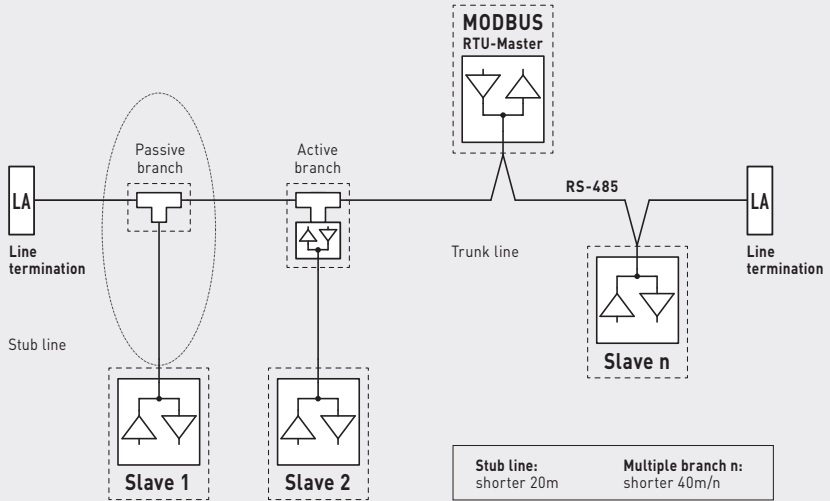 MODBUS
RTU-Master
Passive
branch
Active
branch
LA
RS-485
LA
Line
termination
Trunk line
Line
termination
Stub line
Slave n
Slave 1
Slave 2
Stub line:
shorter 20m
Multiple branch n:
shorter 40m/n